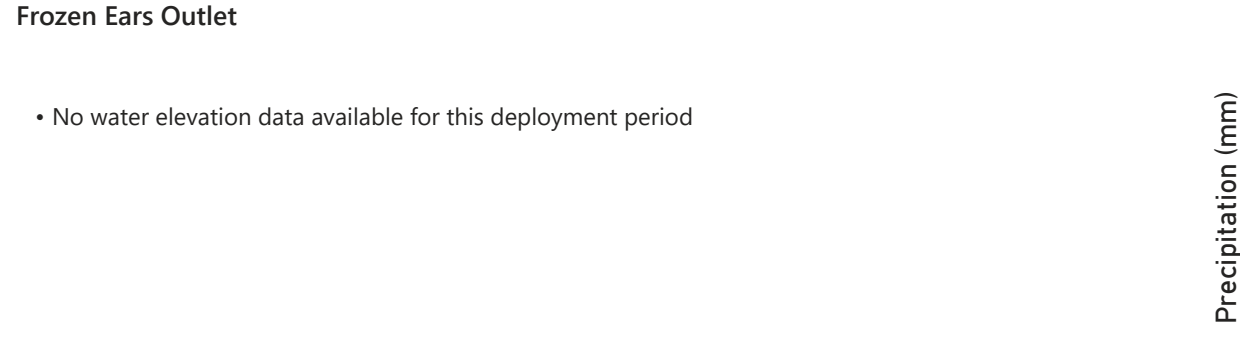 Frozen Ears Outlet
• No water elevation data available for this deployment period
Precipitation (mm)